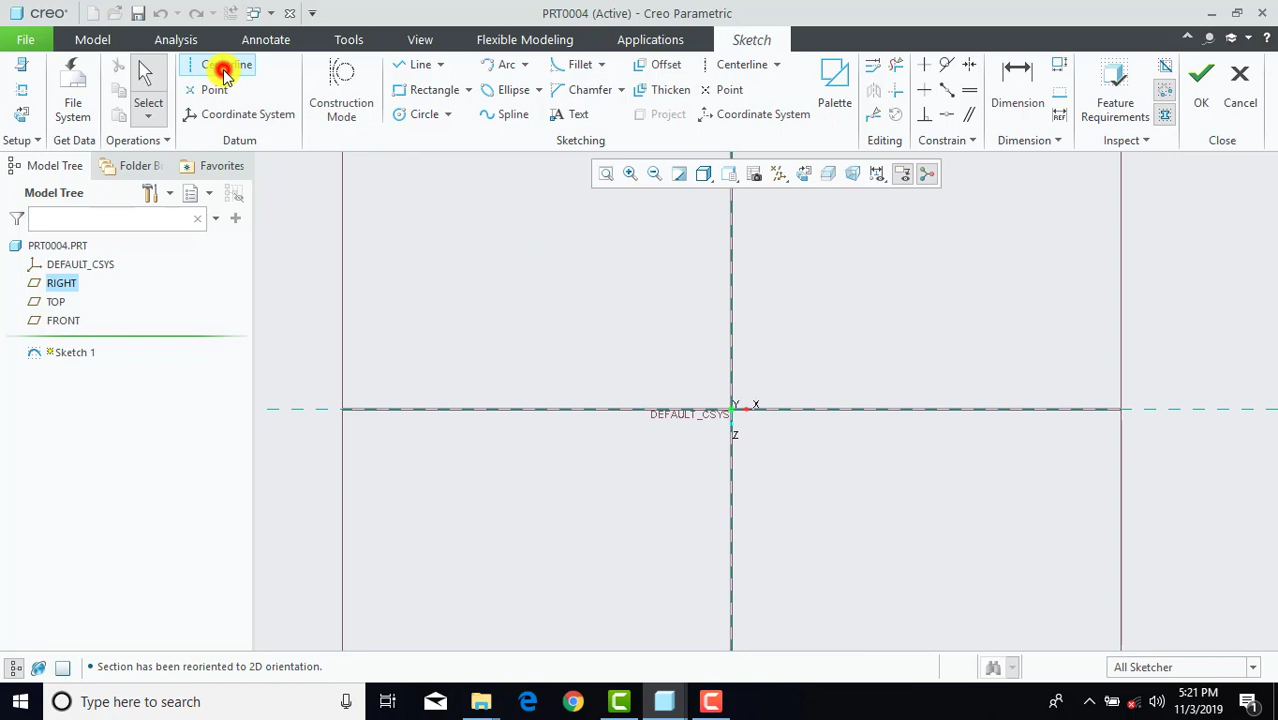 creo
PRT0004 (Active) - Creo Parametric
File Model Analysis Annotate Tools View Flexible Modeling Applications Sketch
Centerline Line Arc Fillet Offset Centerline
Point Rectangle Ellipse Chamfer Thicken Point
File System Select Coordinate System Construction Mode Circle Spline Text Project Coordinate System Palette Dimension Feature Requirements OK Cancel
Setup Get Data Operations Datum Sketching Editing Constrain Dimension Inspect Close
REF
Model Tree Folder B Favorites
Model Tree
PRT0004.PRT
DEFAULT_CSYS
RIGHT
TOP
FRONT
Sketch 1
Y X
DEFAULT_CSYS
Z
Section has been reoriented to 2D orientation.
All Sketcher
Type here to search
5:21 PM
11/3/2019
1